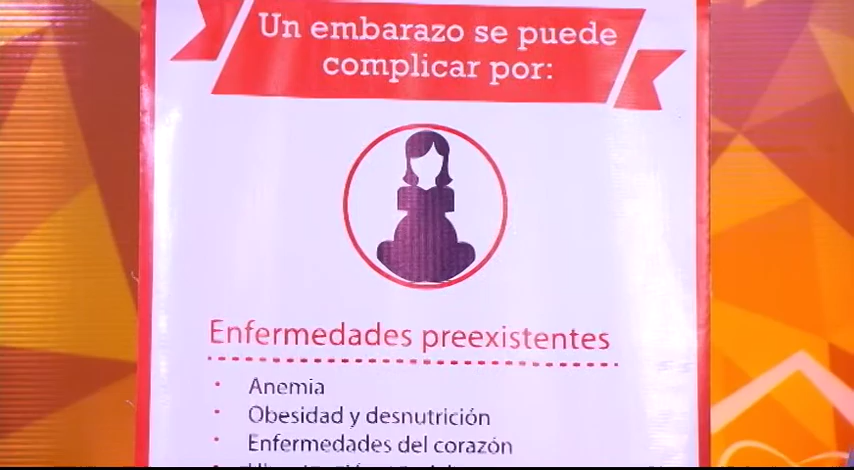 Un embarazo se puede
complicar por:
Enfermedades preexistentes
• Anemia
• Obesidad y desnutrición
• Enfermedades del corazón